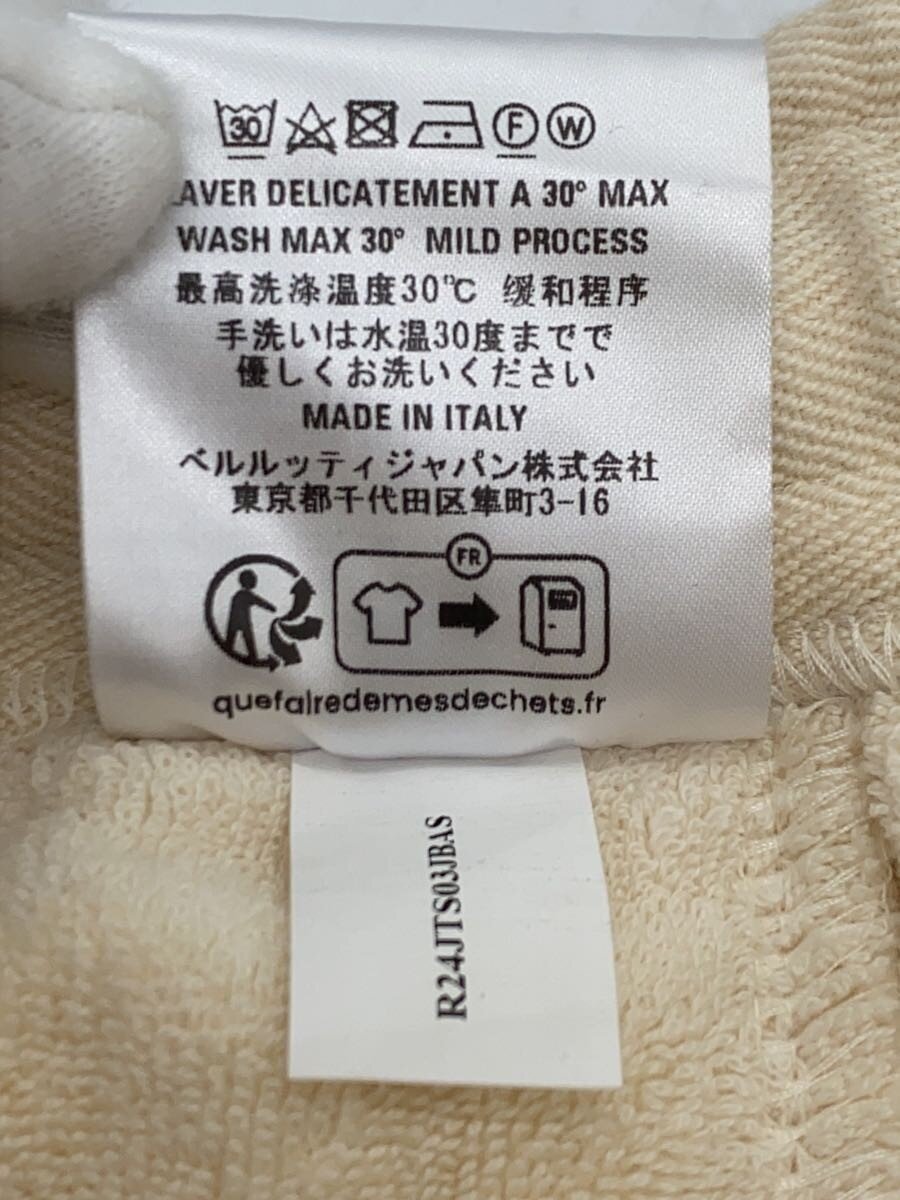 30 F W
LAVER DELICATEMENT A 30° MAX
WASH MAX 30° MILD PROCESS
最高洗涤温度30℃ 缓和程序
手洗いは水温30度までで
優しくお洗いください
MADE IN ITALY
ベルルッティジャパン株式会社
東京都千代田区隼町3-16
FR
quefairedemesdechets.fr
R24JTS03JBAS